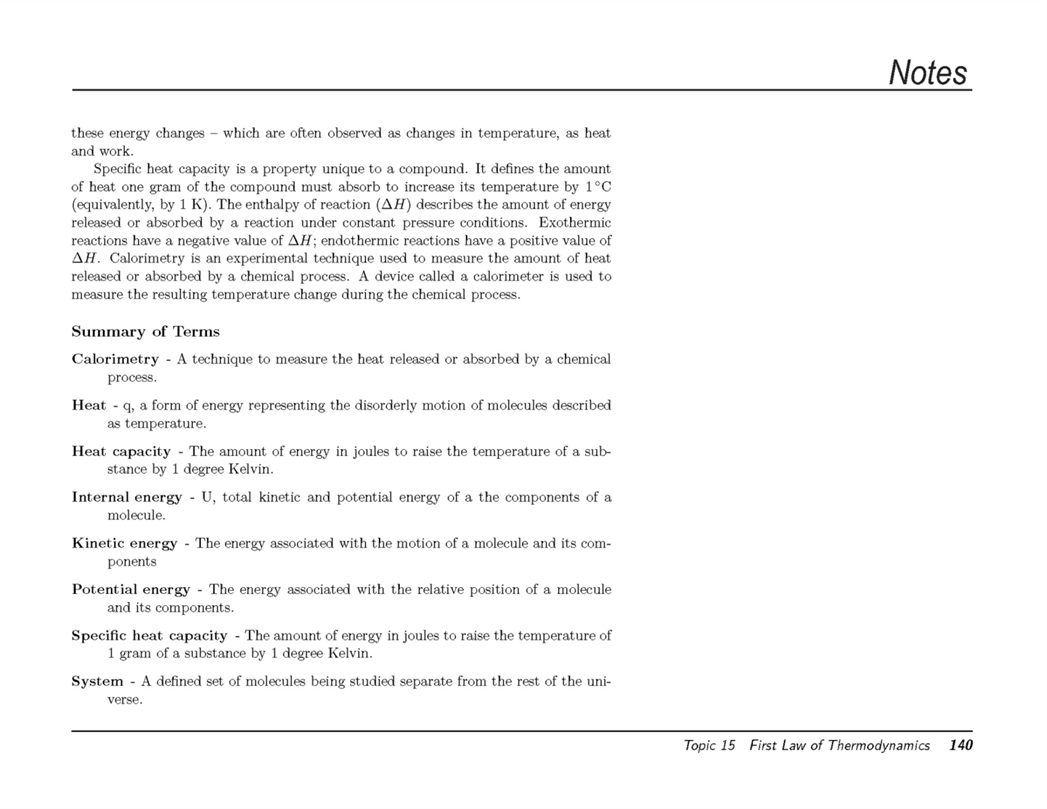 Notes
these energy changes – which are often observed as changes in temperature, as heat
and work.
Specific heat capacity is a property unique to a compound. It defines the amount
of heat one gram of the compound must absorb to increase its temperature by 1 °C
(equivalently, by 1 K). The enthalpy of reaction (ΔH) describes the amount of energy
released or absorbed by a reaction under constant pressure conditions. Exothermic
reactions have a negative value of ΔH; endothermic reactions have a positive value of
ΔH. Calorimetry is an experimental technique used to measure the amount of heat
released or absorbed by a chemical process. A device called a calorimeter is used to
measure the resulting temperature change during the chemical process.
Summary of Terms
Calorimetry - A technique to measure the heat released or absorbed by a chemical
process.
Heat - q, a form of energy representing the disorderly motion of molecules described
as temperature.
Heat capacity - The amount of energy in joules to raise the temperature of a sub-
stance by 1 degree Kelvin.
Internal energy - U, total kinetic and potential energy of a the components of a
molecule.
Kinetic energy - The energy associated with the motion of a molecule and its com-
ponents
Potential energy - The energy associated with the relative position of a molecule
and its components.
Specific heat capacity - The amount of energy in joules to raise the temperature of
1 gram of a substance by 1 degree Kelvin.
System - A defined set of molecules being studied separate from the rest of the uni-
verse.
Topic 15 First Law of Thermodynamics 140